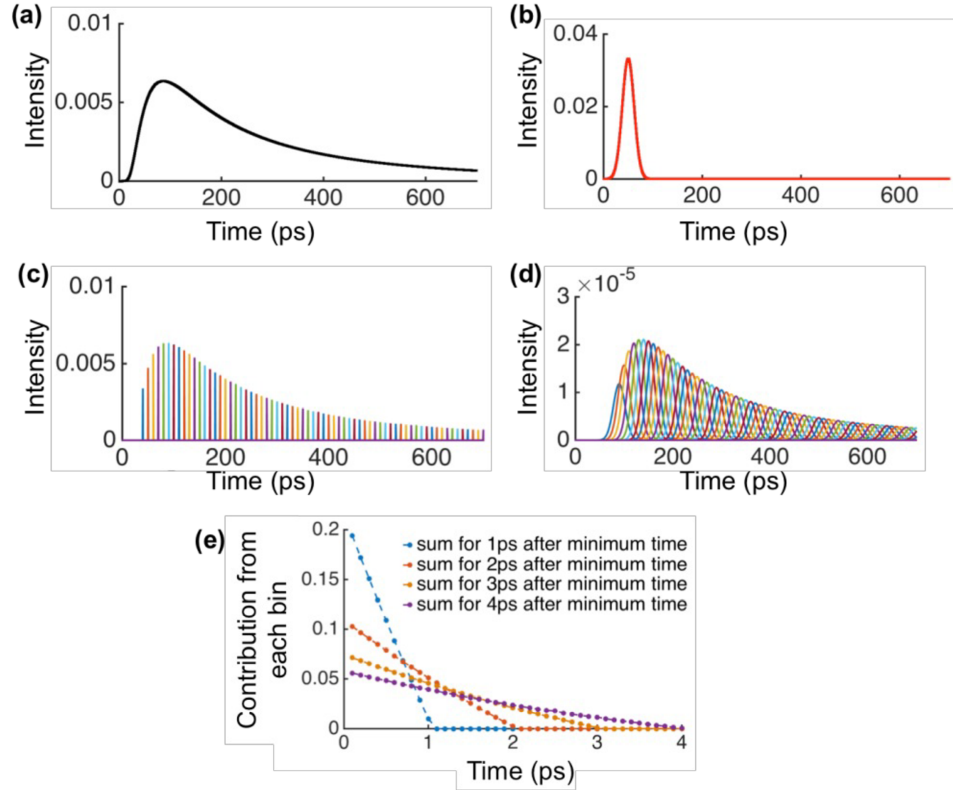 (a)
0.01
0.005
0
Intensity
0
200
400
600
Time (ps)
(b)
0.04
0.02
0
Intensity
0
200
400
600
Time (ps)
(c)
0.01
0.005
0
Intensity
0
200
400
600
Time (ps)
(d)
×10⁻⁵
3
2
1
0
Intensity
0
200
400
600
Time (ps)
(e)
0.2
0.15
0.1
0.05
0
Contribution from
each bin
sum for 1ps after minimum time
sum for 2ps after minimum time
sum for 3ps after minimum time
sum for 4ps after minimum time
0
1
2
3
4
Time (ps)